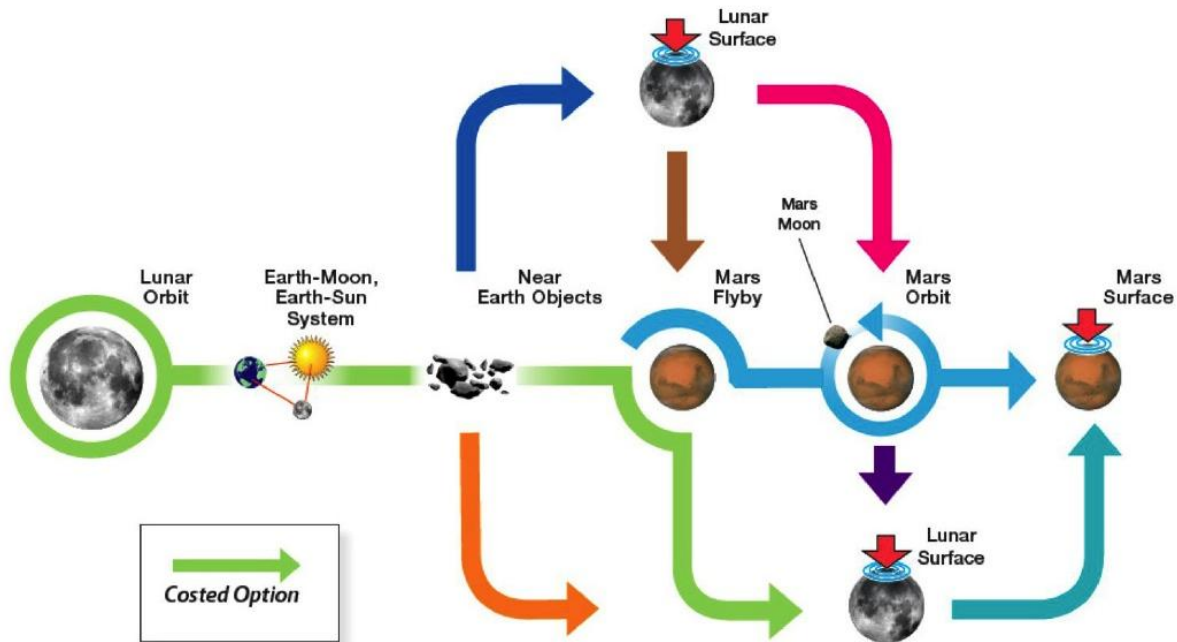 Lunar
Surface
Mars
Moon
Lunar
Orbit
Earth-Moon,
Earth-Sun
System
Near
Earth Objects
Mars
Flyby
Mars
Orbit
Mars
Surface
Lunar
Surface
Costed Option